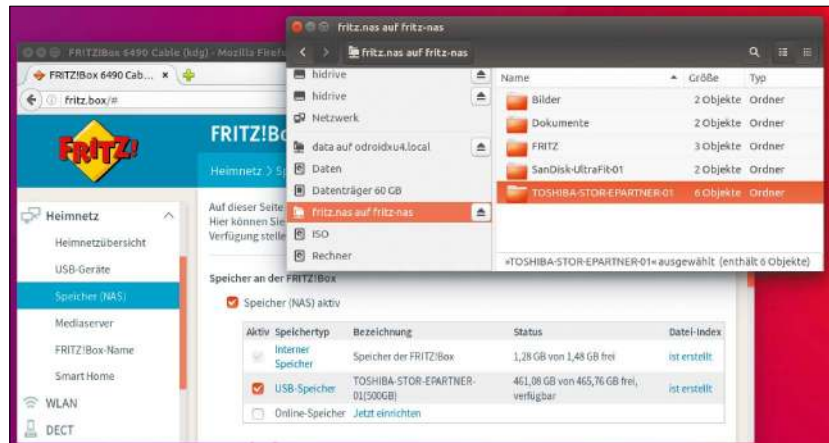 fritz.nas auf fritz-nas
fritz.nas auf fritz-nas
hidrive
hidrive
Netzwerk
data auf odroidxu4.local
Daten
Datenträger 60 GB
fritz.nas auf fritz-nas
ISO
Rechner
Name Größe Typ
Bilder 2 Objekte Ordner
Dokumente 2 Objekte Ordner
FRITZ 3 Objekte Ordner
SanDisk-UltraFit-01 2 Objekte Ordner
TOSHIBA-STOR-EPARTNER-01 6 Objekte Ordner
»TOSHIBA-STOR-EPARTNER-01« ausgewählt (enthält 6 Objekte)
FRITZ!Box 6490 Cable (kdg) - Mozilla Firef
FRITZ!Box 6490 Cab...
fritz.box/#
FRITZ!
FRITZ!B
Heimnetz > S
Heimnetz
Heimnetzübersicht
USB-Geräte
Speicher (NAS)
Mediaserver
FRITZ!Box-Name
Smart Home
WLAN
DECT
Auf dieser Seite
Hier können Sie
Verfügung stelle
Speicher an der FRITZ!Box
Speicher (NAS) aktiv
Aktiv Speichertyp Bezeichnung Status Datei-Index
Interner Speicher der FRITZ!Box 1,28 GB von 1,48 GB frei ist erstellt
Speicher
USB-Speicher TOSHIBA-STOR-EPARTNER- 461,08 GB von 465,76 GB frei, ist erstellt
01(500GB) verfügbar
Online-Speicher Jetzt einrichten